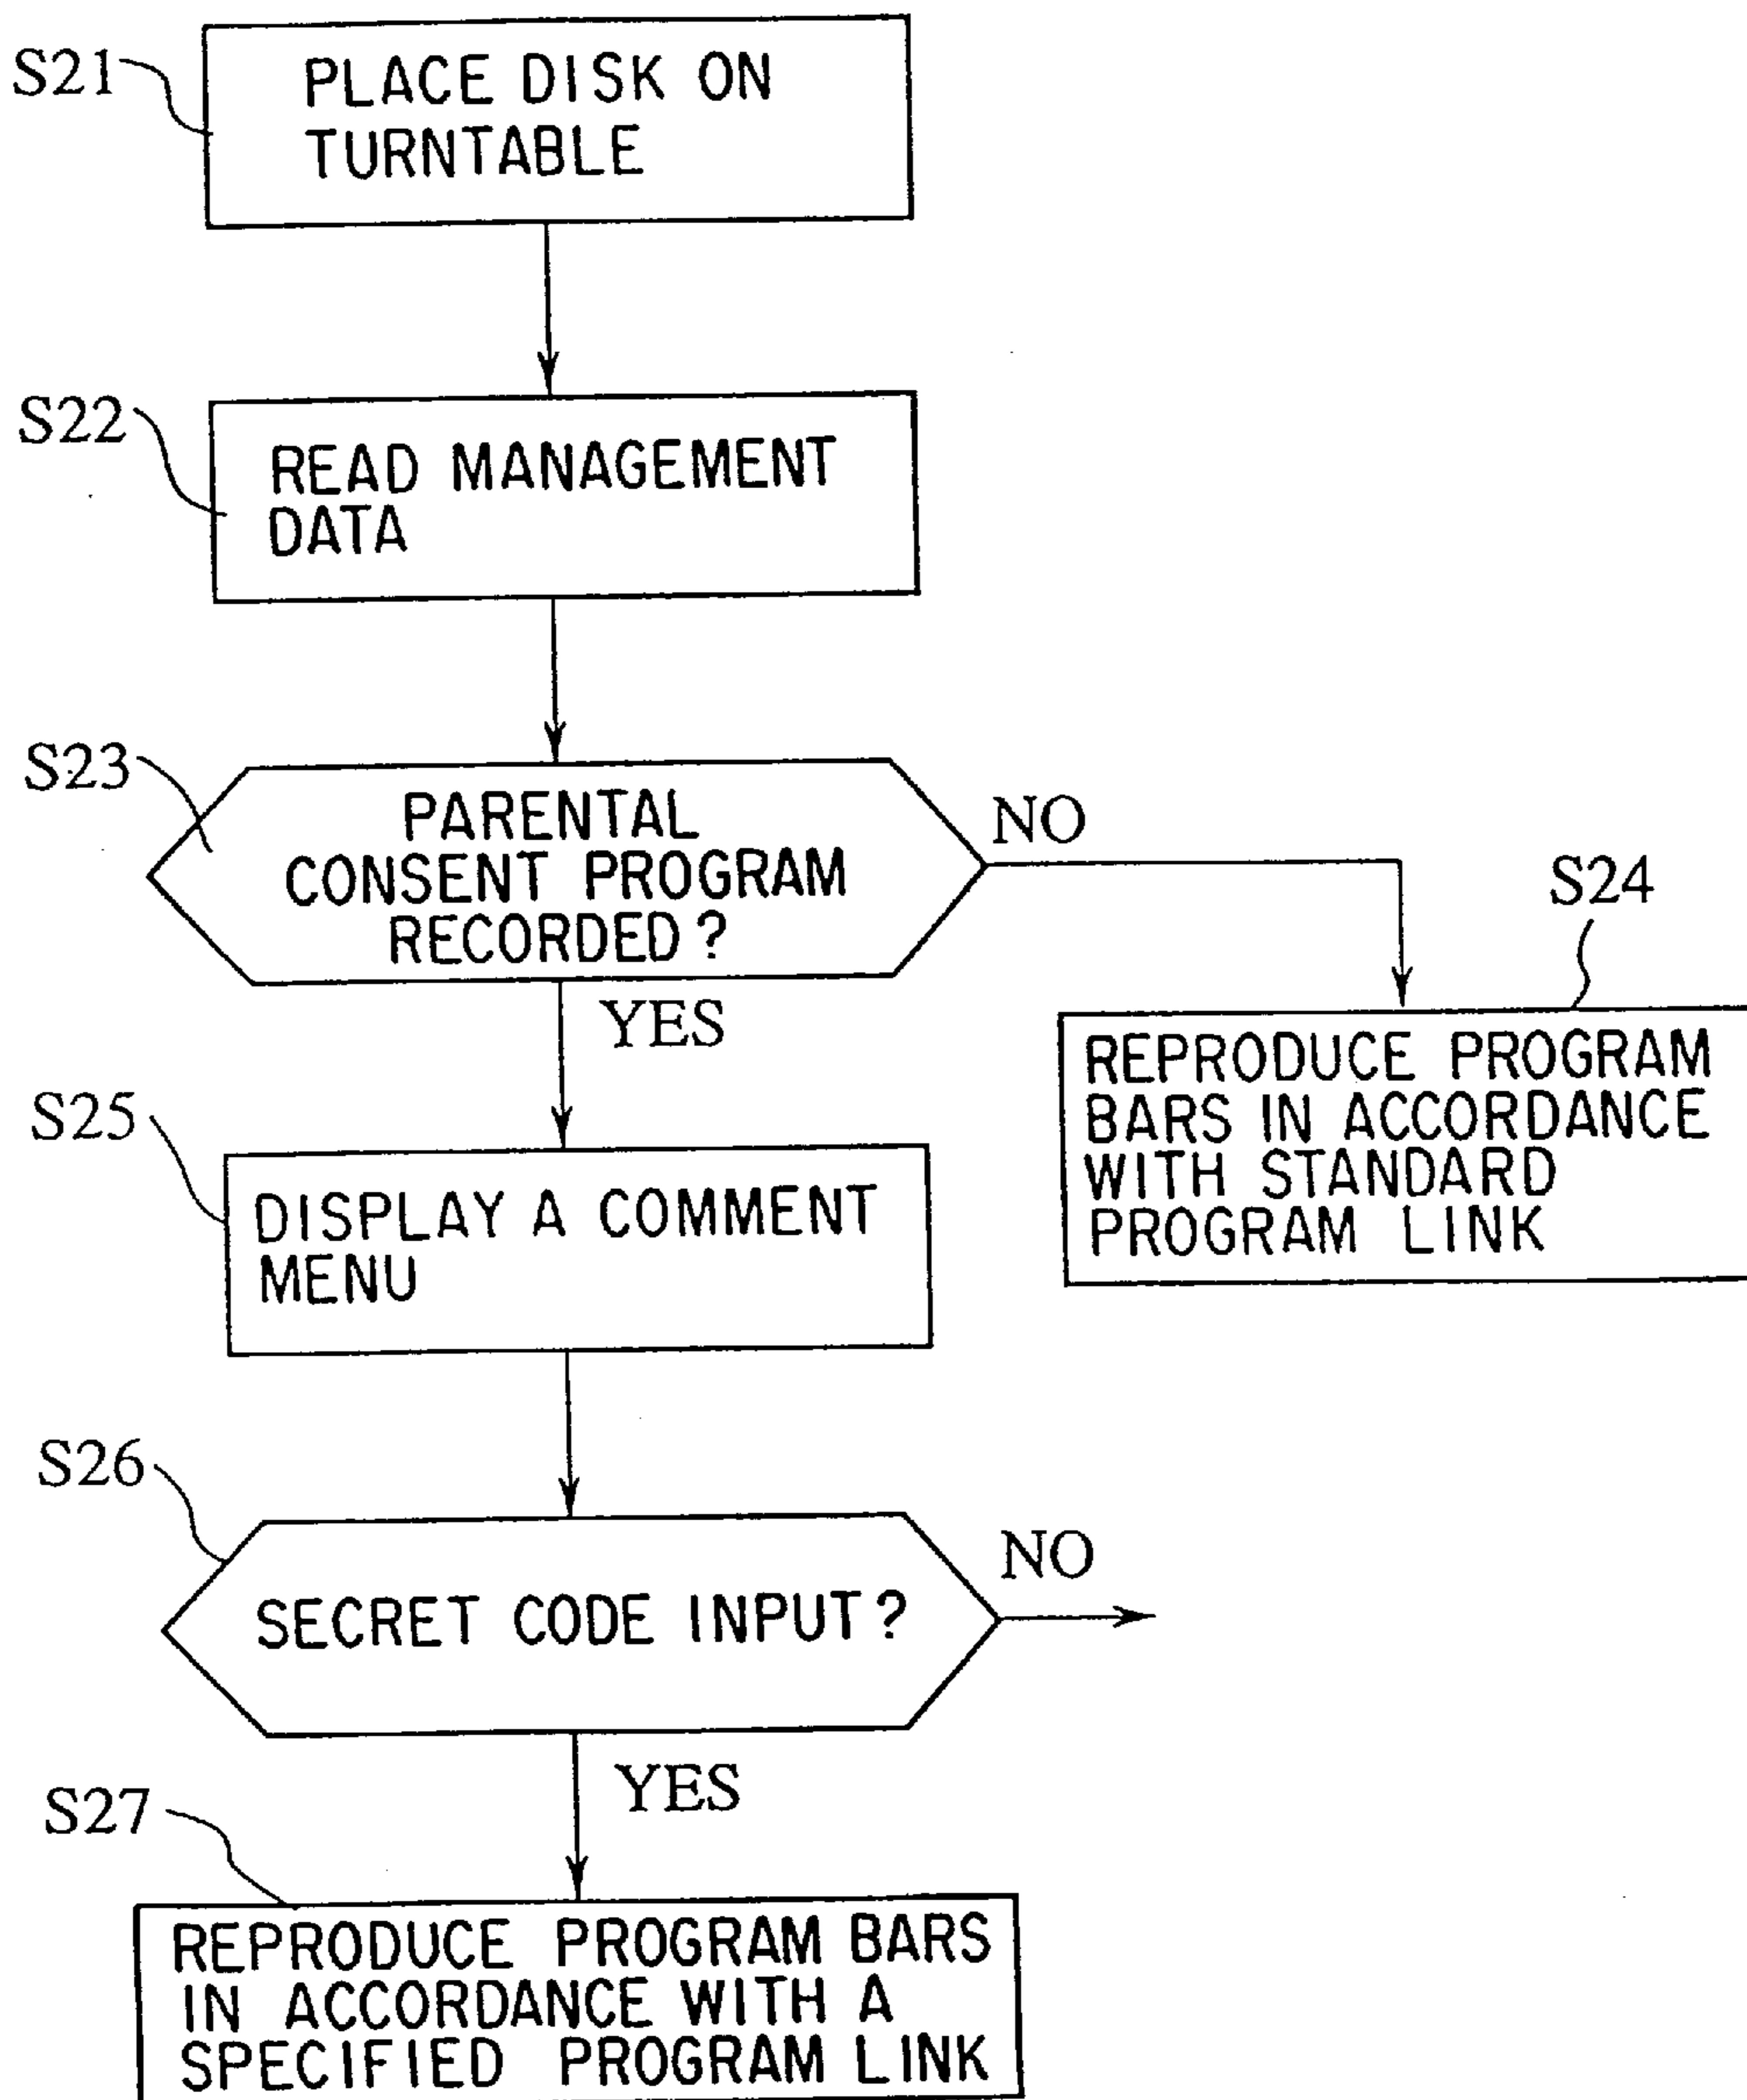 S21
PLACE DISK ON
TURNTABLE
S22
READ MANAGEMENT
DATA
S23
PARENTAL
CONSENT PROGRAM
RECORDED?
NO
YES
S24
REPRODUCE PROGRAM
BARS IN ACCORDANCE
WITH STANDARD
PROGRAM LINK
S25
DISPLAY A COMMENT
MENU
S26
SECRET CODE INPUT?
NO
YES
S27
REPRODUCE PROGRAM BARS
IN ACCORDANCE WITH A
SPECIFIED PROGRAM LINK